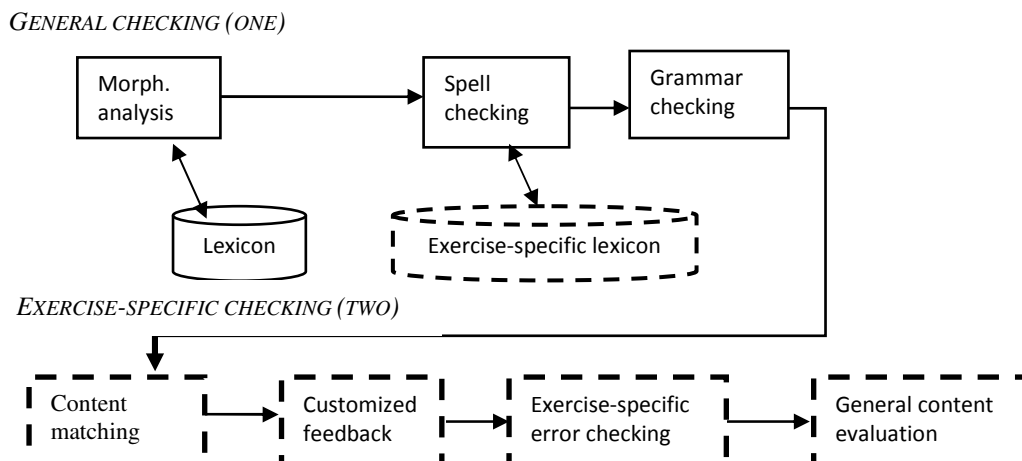 GENERAL CHECKING (ONE)
Morph.
analysis
Spell
checking
Grammar
checking
Lexicon
Exercise-specific lexicon
EXERCISE-SPECIFIC CHECKING (TWO)
Content
matching
Customized
feedback
Exercise-specific
error checking
General content
evaluation